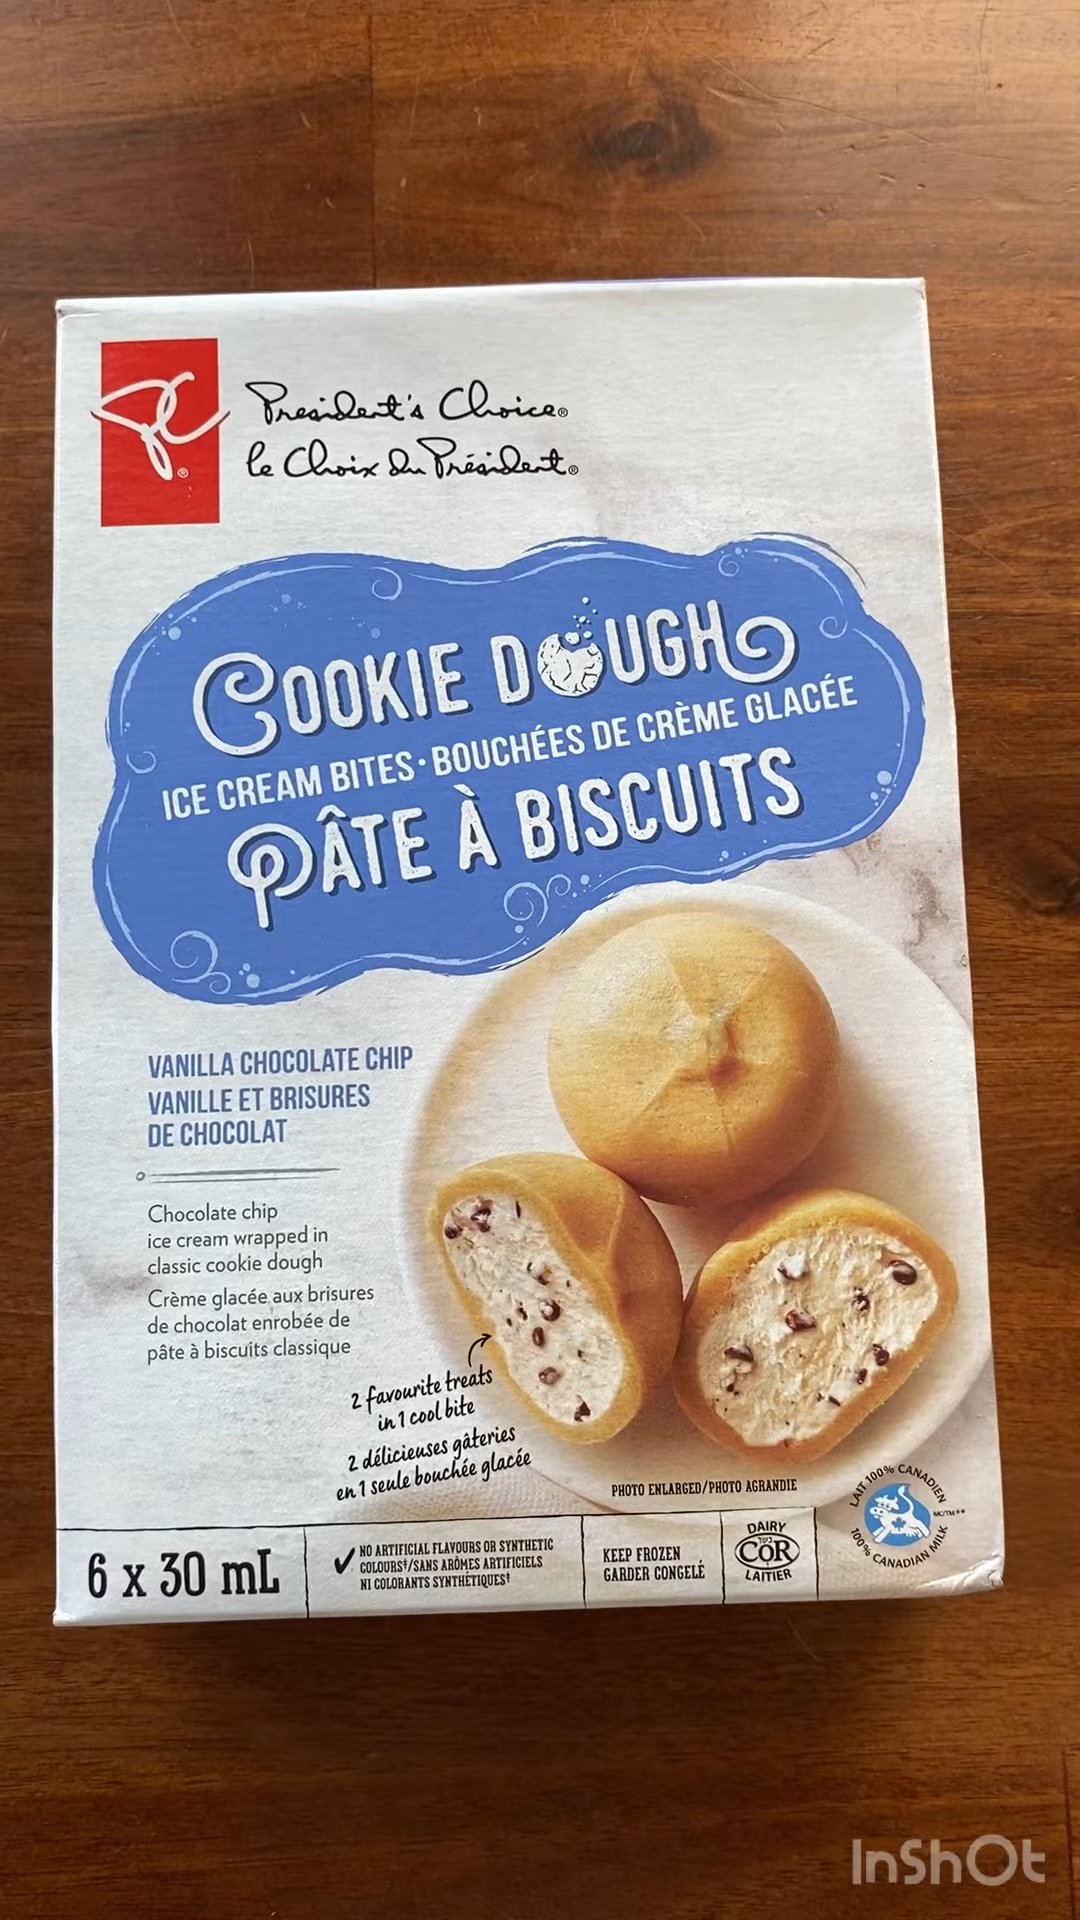 President's Choice®
le Choix du Président®
COOKIE DOUGH
ICE CREAM BITES · BOUCHÉES DE CRÈME GLACÉE
PÂTE À BISCUITS
VANILLA CHOCOLATE CHIP
VANILLE ET BRISURES
DE CHOCOLAT
Chocolate chip
ice cream wrapped in
classic cookie dough
Crème glacée aux brisures
de chocolat enrobée de
pâte à biscuits classique
2 favourite treats
in 1 cool bite
2 délicieuses gâteries
en 1 seule bouchée glacée
PHOTO ENLARGED/PHOTO AGRANDIE
LAIT 100% CANADIEN
MC/TM**
100% CANADIAN MILK
6 x 30 mL
✓ NO ARTIFICIAL FLAVOURS OR SYNTHETIC
COLOURS‡/SANS ARÔMES ARTIFICIELS
NI COLORANTS SYNTHÉTIQUES‡
KEEP FROZEN
GARDER CONGELÉ
DAIRY
COR
LAITIER
InShOt